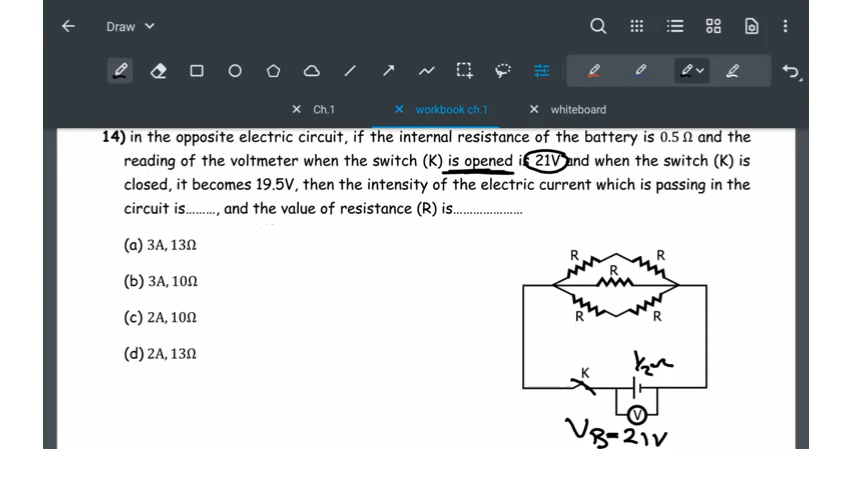 Draw
Ch.1
workbook ch.1
whiteboard
14) in the opposite electric circuit, if the internal resistance of the battery is 0.5 Ω and the
reading of the voltmeter when the switch (K) is opened is 21V and when the switch (K) is
closed, it becomes 19.5V, then the intensity of the electric current which is passing in the
circuit is………, and the value of resistance (R) is…………………
(a) 3A, 13Ω
(b) 3A, 10Ω
(c) 2A, 10Ω
(d) 2A, 13Ω
R R
R
R R
K
1/2 Ω
V
VB=21V